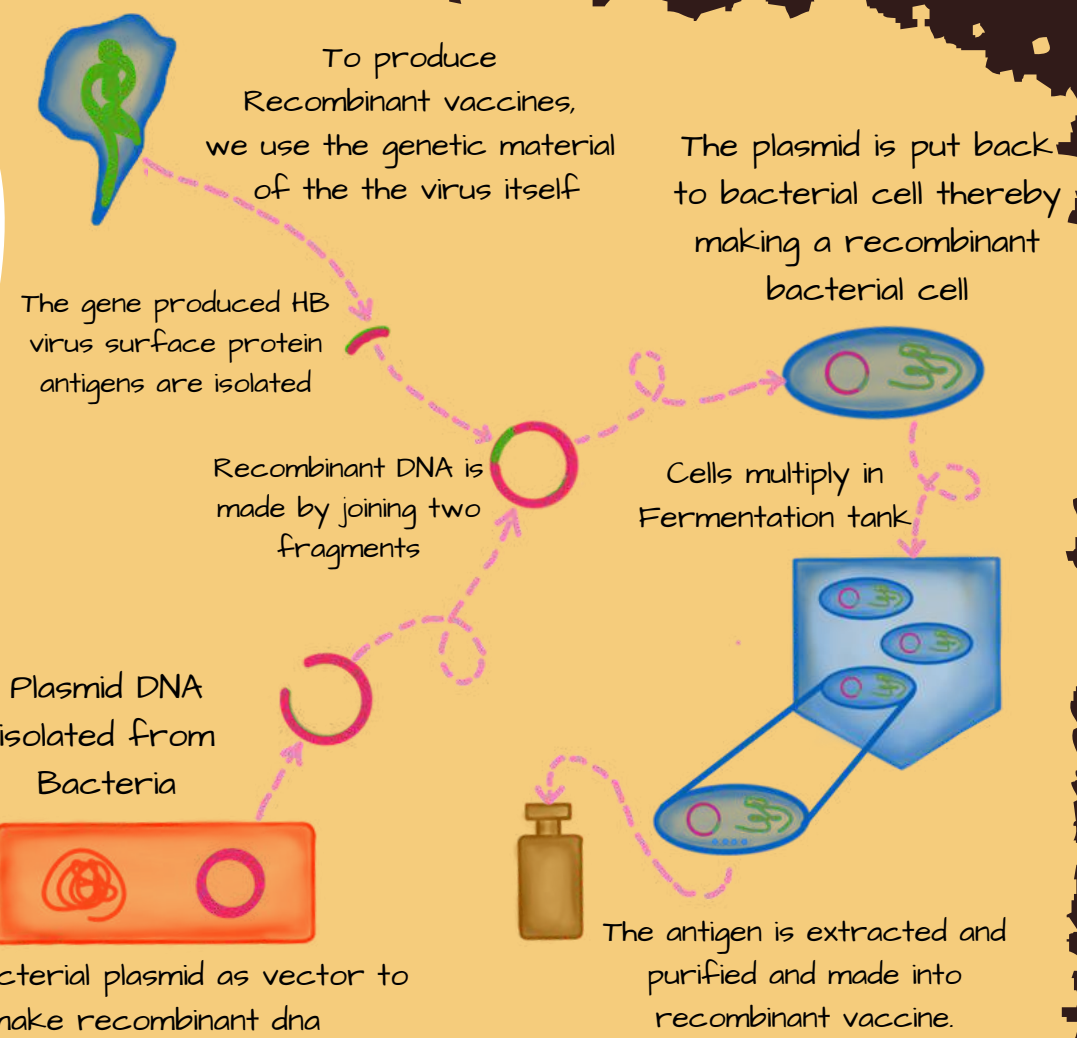 To produce
Recombinant vaccines,
we use the genetic material
of the the virus itself
The plasmid is put back
to bacterial cell thereby
making a recombinant
bacterial cell
The gene produced HB
virus surface protein
antigens are isolated
Recombinant DNA is
made by joining two
fragments
Cells multiply in
Fermentation tank
Plasmid DNA
isolated from
Bacteria
plasmid as vector to
recombinant dna
The antigen is extracted and
purified and made into
recombinant vaccine.